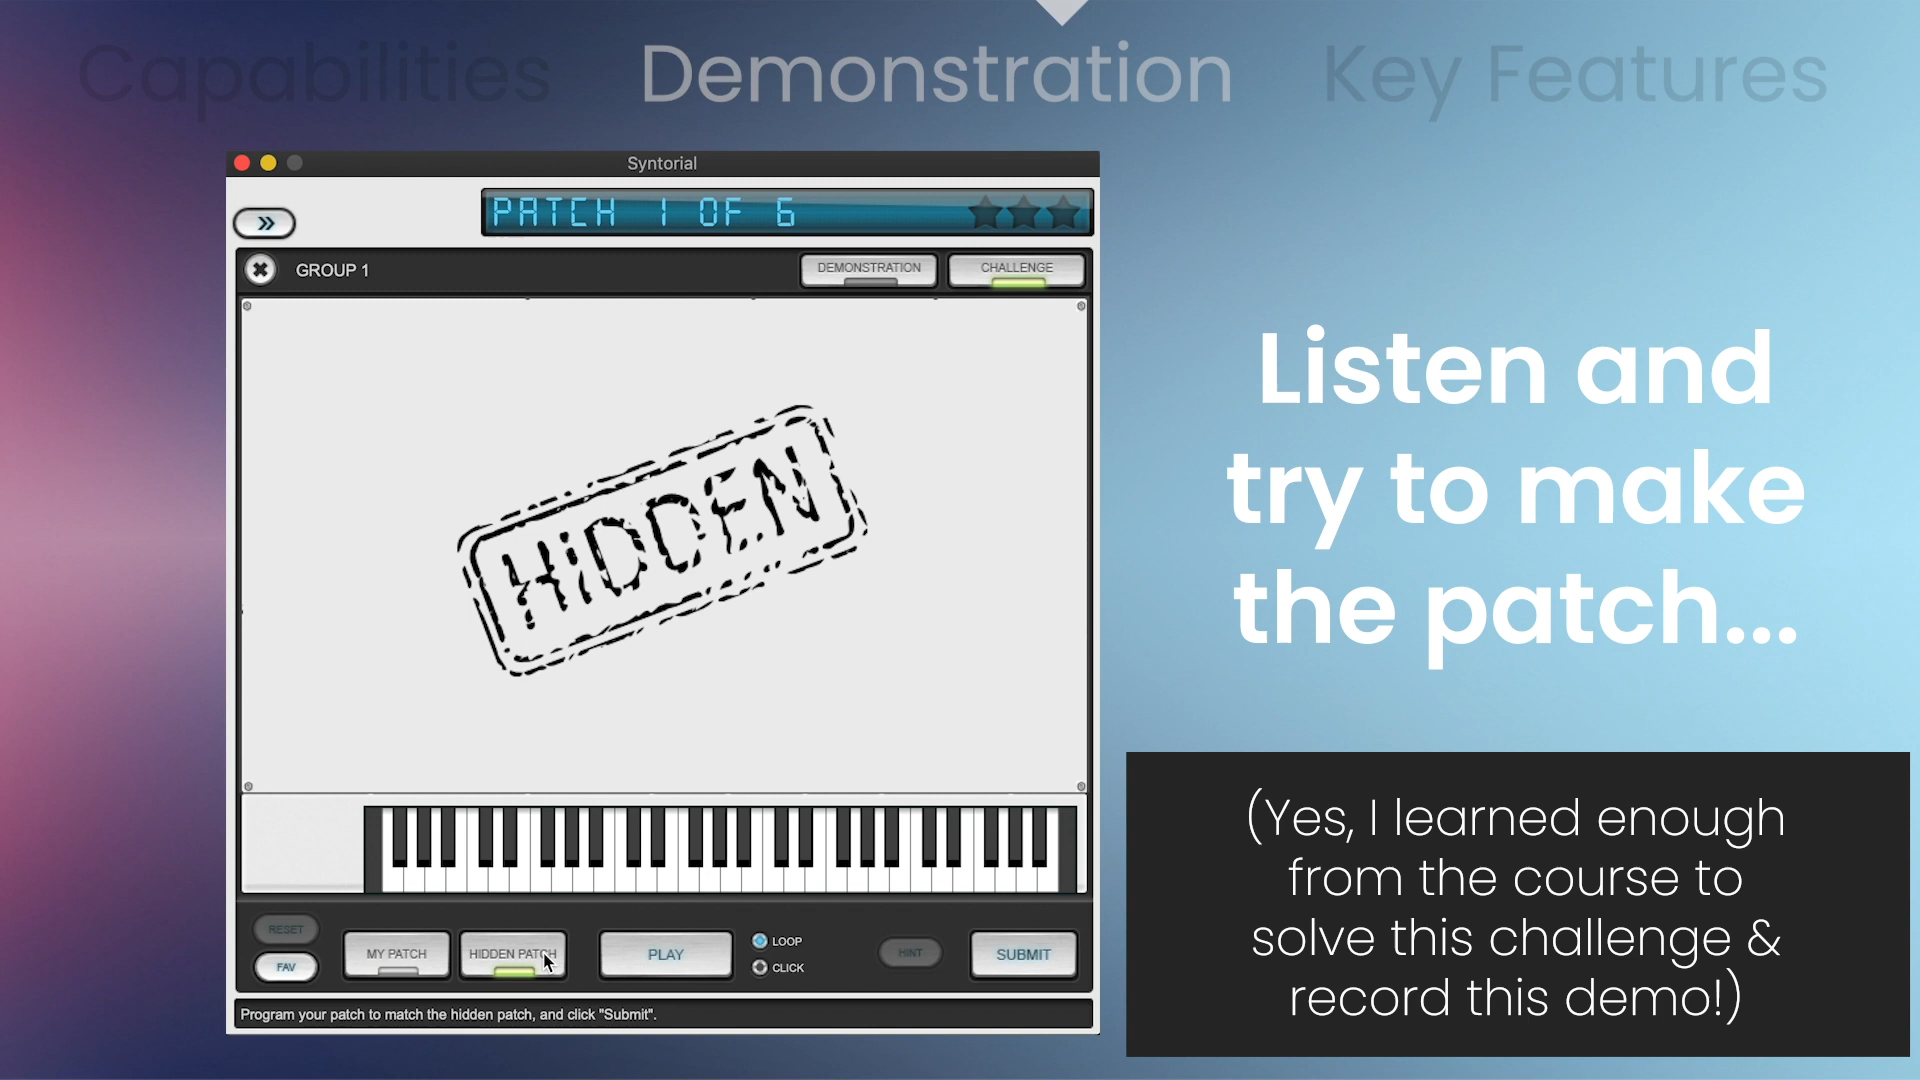 Capabilities Demonstration Key Features
Syntorial
PATCH 1 OF 6
GROUP 1
DEMONSTRATION
CHALLENGE
HiDDEN
RESET
FAV
MY PATCH
HIDDEN PATCH
PLAY
LOOP
CLICK
HINT
SUBMIT
Program your patch to match the hidden patch, and click "Submit".
Listen and
try to make
the patch...
(Yes, I learned enough
from the course to
solve this challenge &
record this demo!)